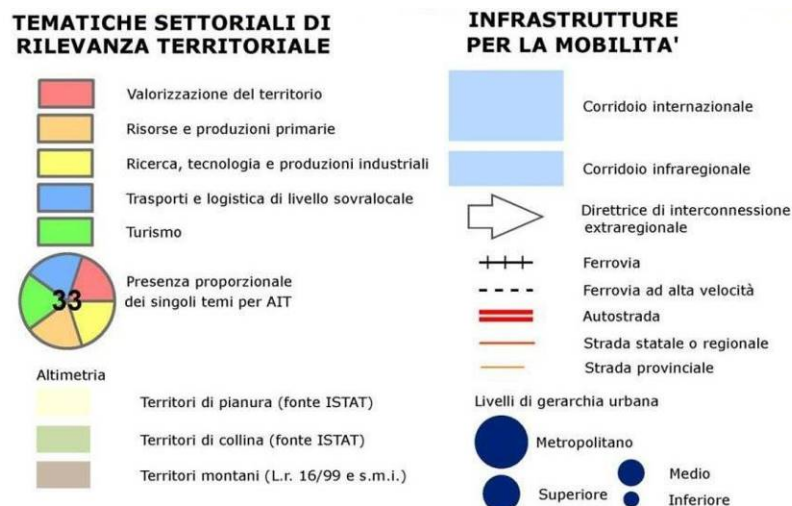 TEMATICHE SETTORIALI DI
RILEVANZA TERRITORIALE
Valorizzazione del territorio
Risorse e produzioni primarie
Ricerca, tecnologia e produzioni industriali
Trasporti e logistica di livello sovralocale
Turismo
33
Presenza proporzionale
dei singoli temi per AIT
Altimetria
Territori di pianura (fonte ISTAT)
Territori di collina (fonte ISTAT)
Territori montani (L.r. 16/99 e s.m.i.)
INFRASTRUTTURE
PER LA MOBILITA'
Corridoio internazionale
Corridoio infraregionale
Direttrice di interconnessione
extraregionale
Ferrovia
Ferrovia ad alta velocità
Autostrada
Strada statale o regionale
Strada provinciale
Livelli di gerarchia urbana
Metropolitano
Medio
Superiore
Inferiore